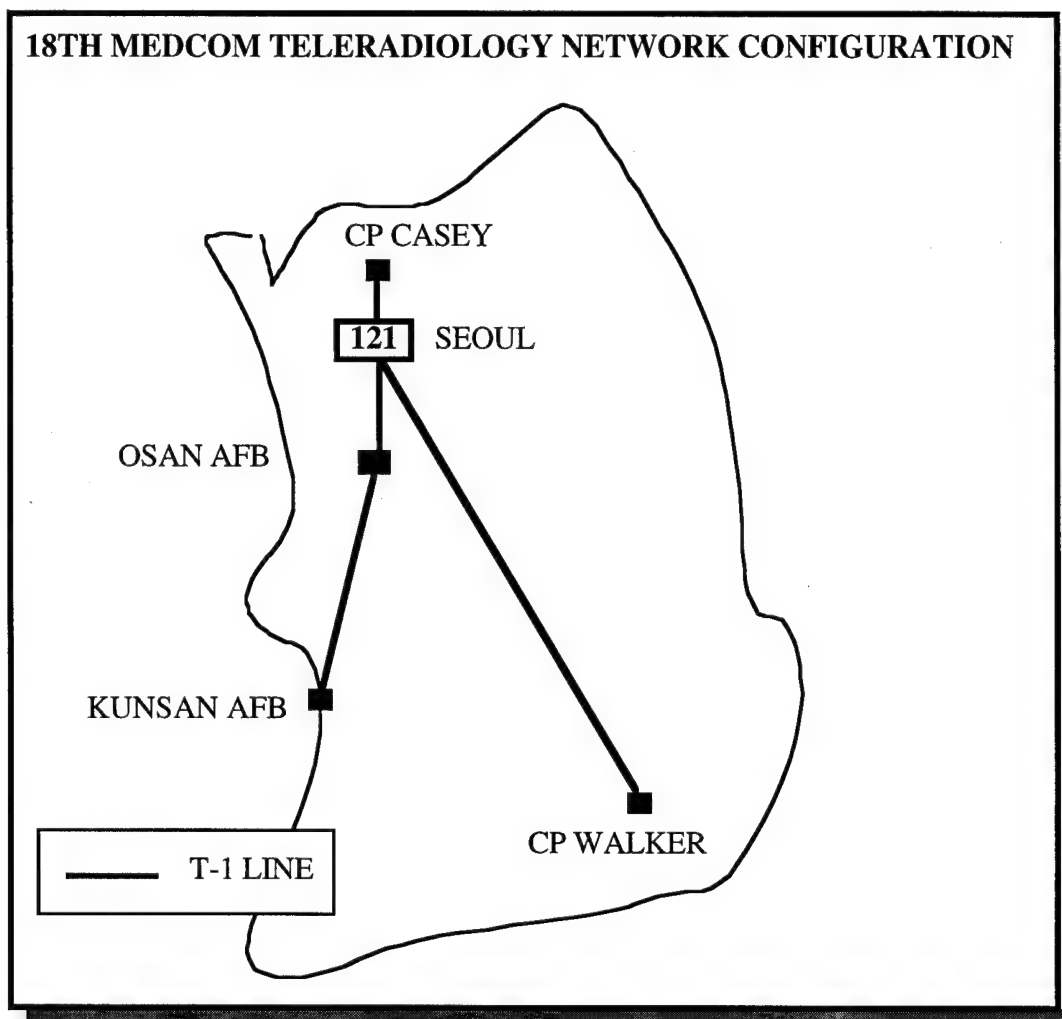 18TH MEDCOM TELERADIOLOGY NETWORK CONFIGURATION
CP CASEY
121 SEOUL
OSAN AFB
KUNSAN AFB
CP WALKER
T-1 LINE